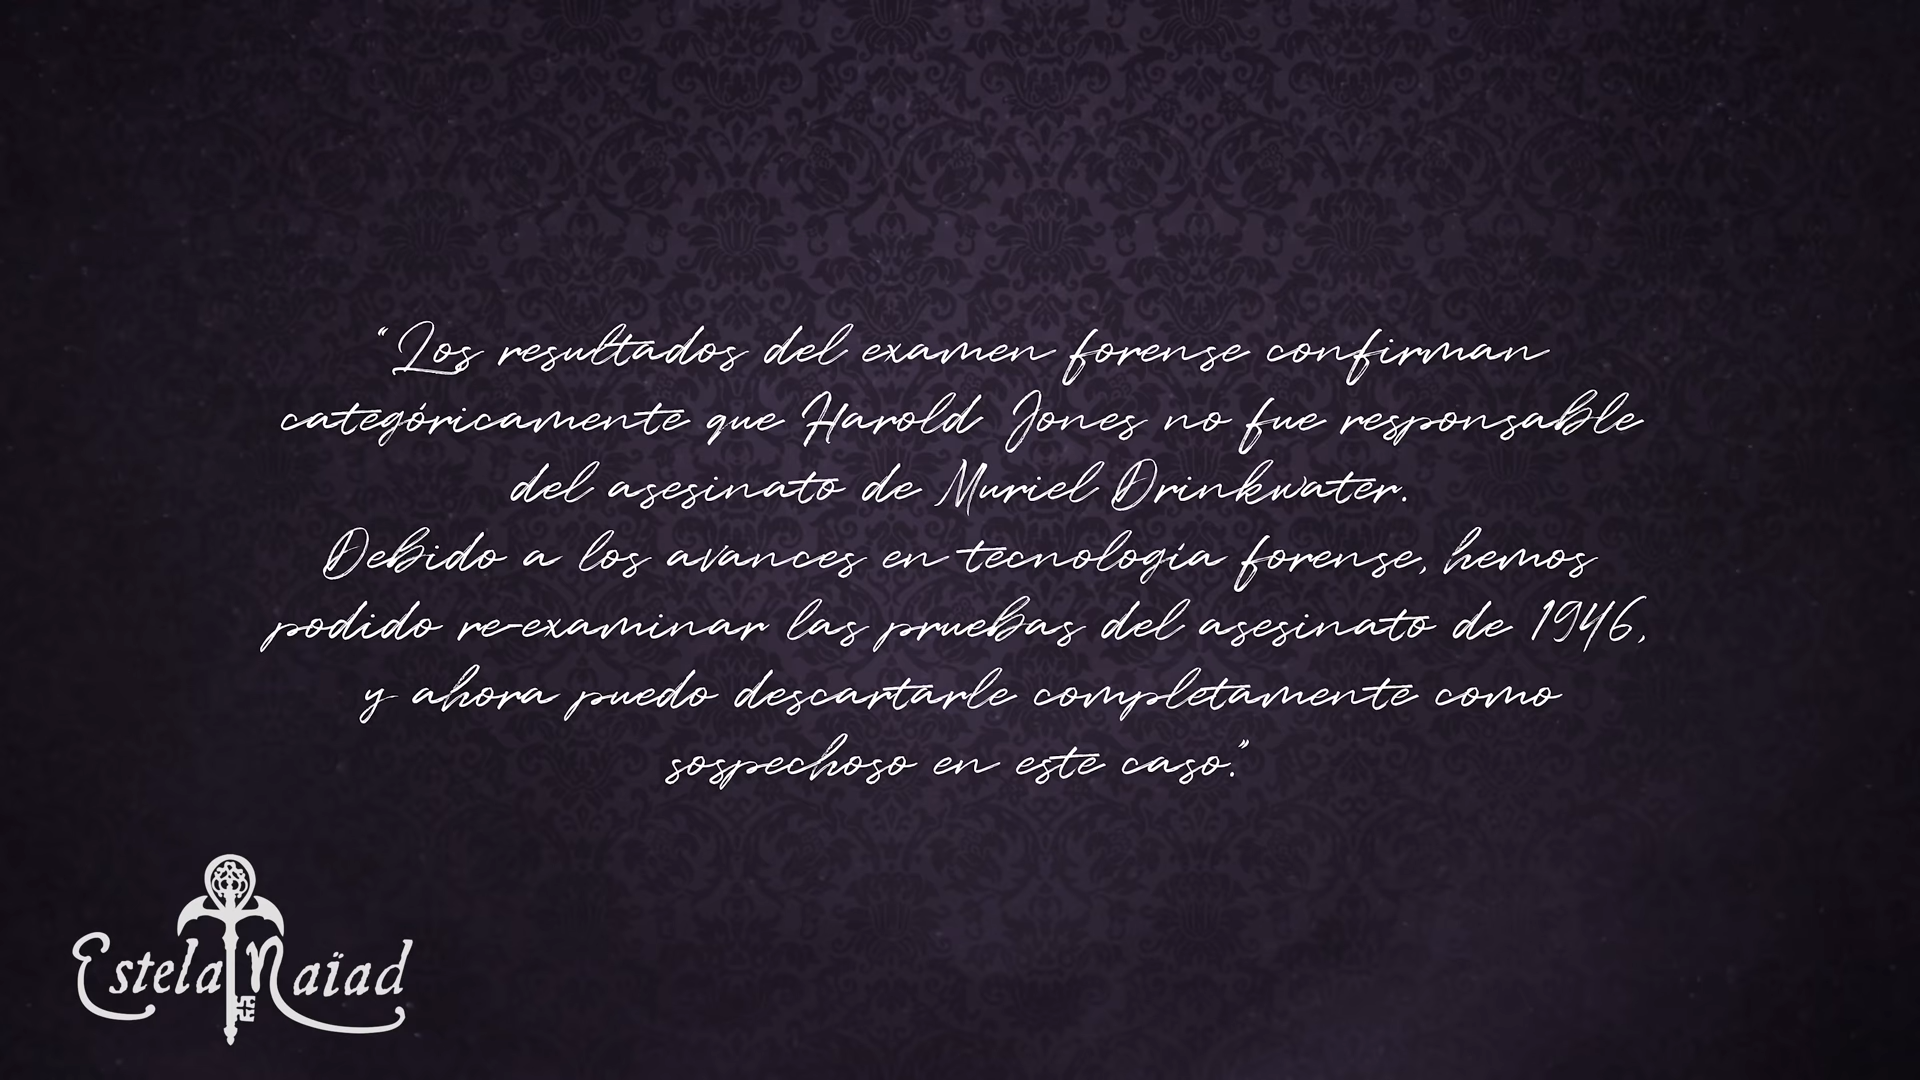 “Los resultados del examen forense confirman
categóricamente que Harold Jones no fue responsable
del asesinato de Muriel Drinkwater.
Debido a los avances en tecnología forense, hemos
podido re-examinar las pruebas del asesinato de 1946,
y ahora puedo descartarle completamente como
sospechoso en este caso.”
Estela Naïad